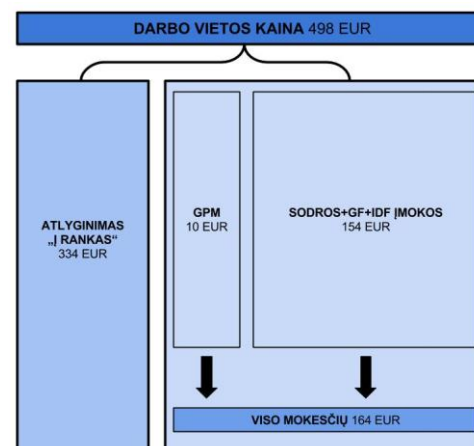 DARBO VIETOS KAINA 498 EUR
ATLYGINIMAS
„Į RANKAS“
334 EUR
GPM
10 EUR
SODROS+GF+IDF ĮMOKOS
154 EUR
VISO MOKESČIŲ 164 EUR